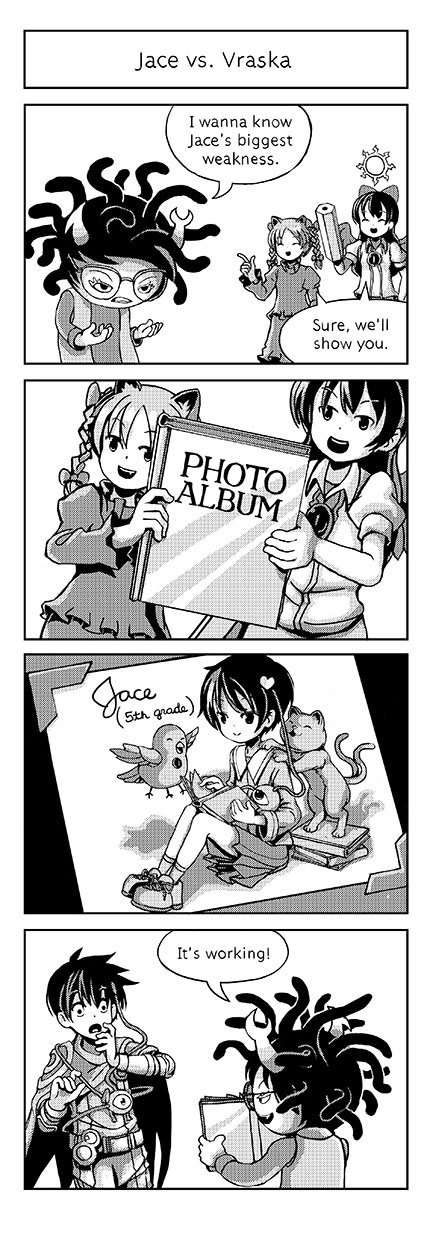 Jace vs. Vraska
I wanna know
Jace's biggest
weakness.
Sure, we'll
show you.
PHOTO
ALBUM
Jace
(5th grade)
It's working!